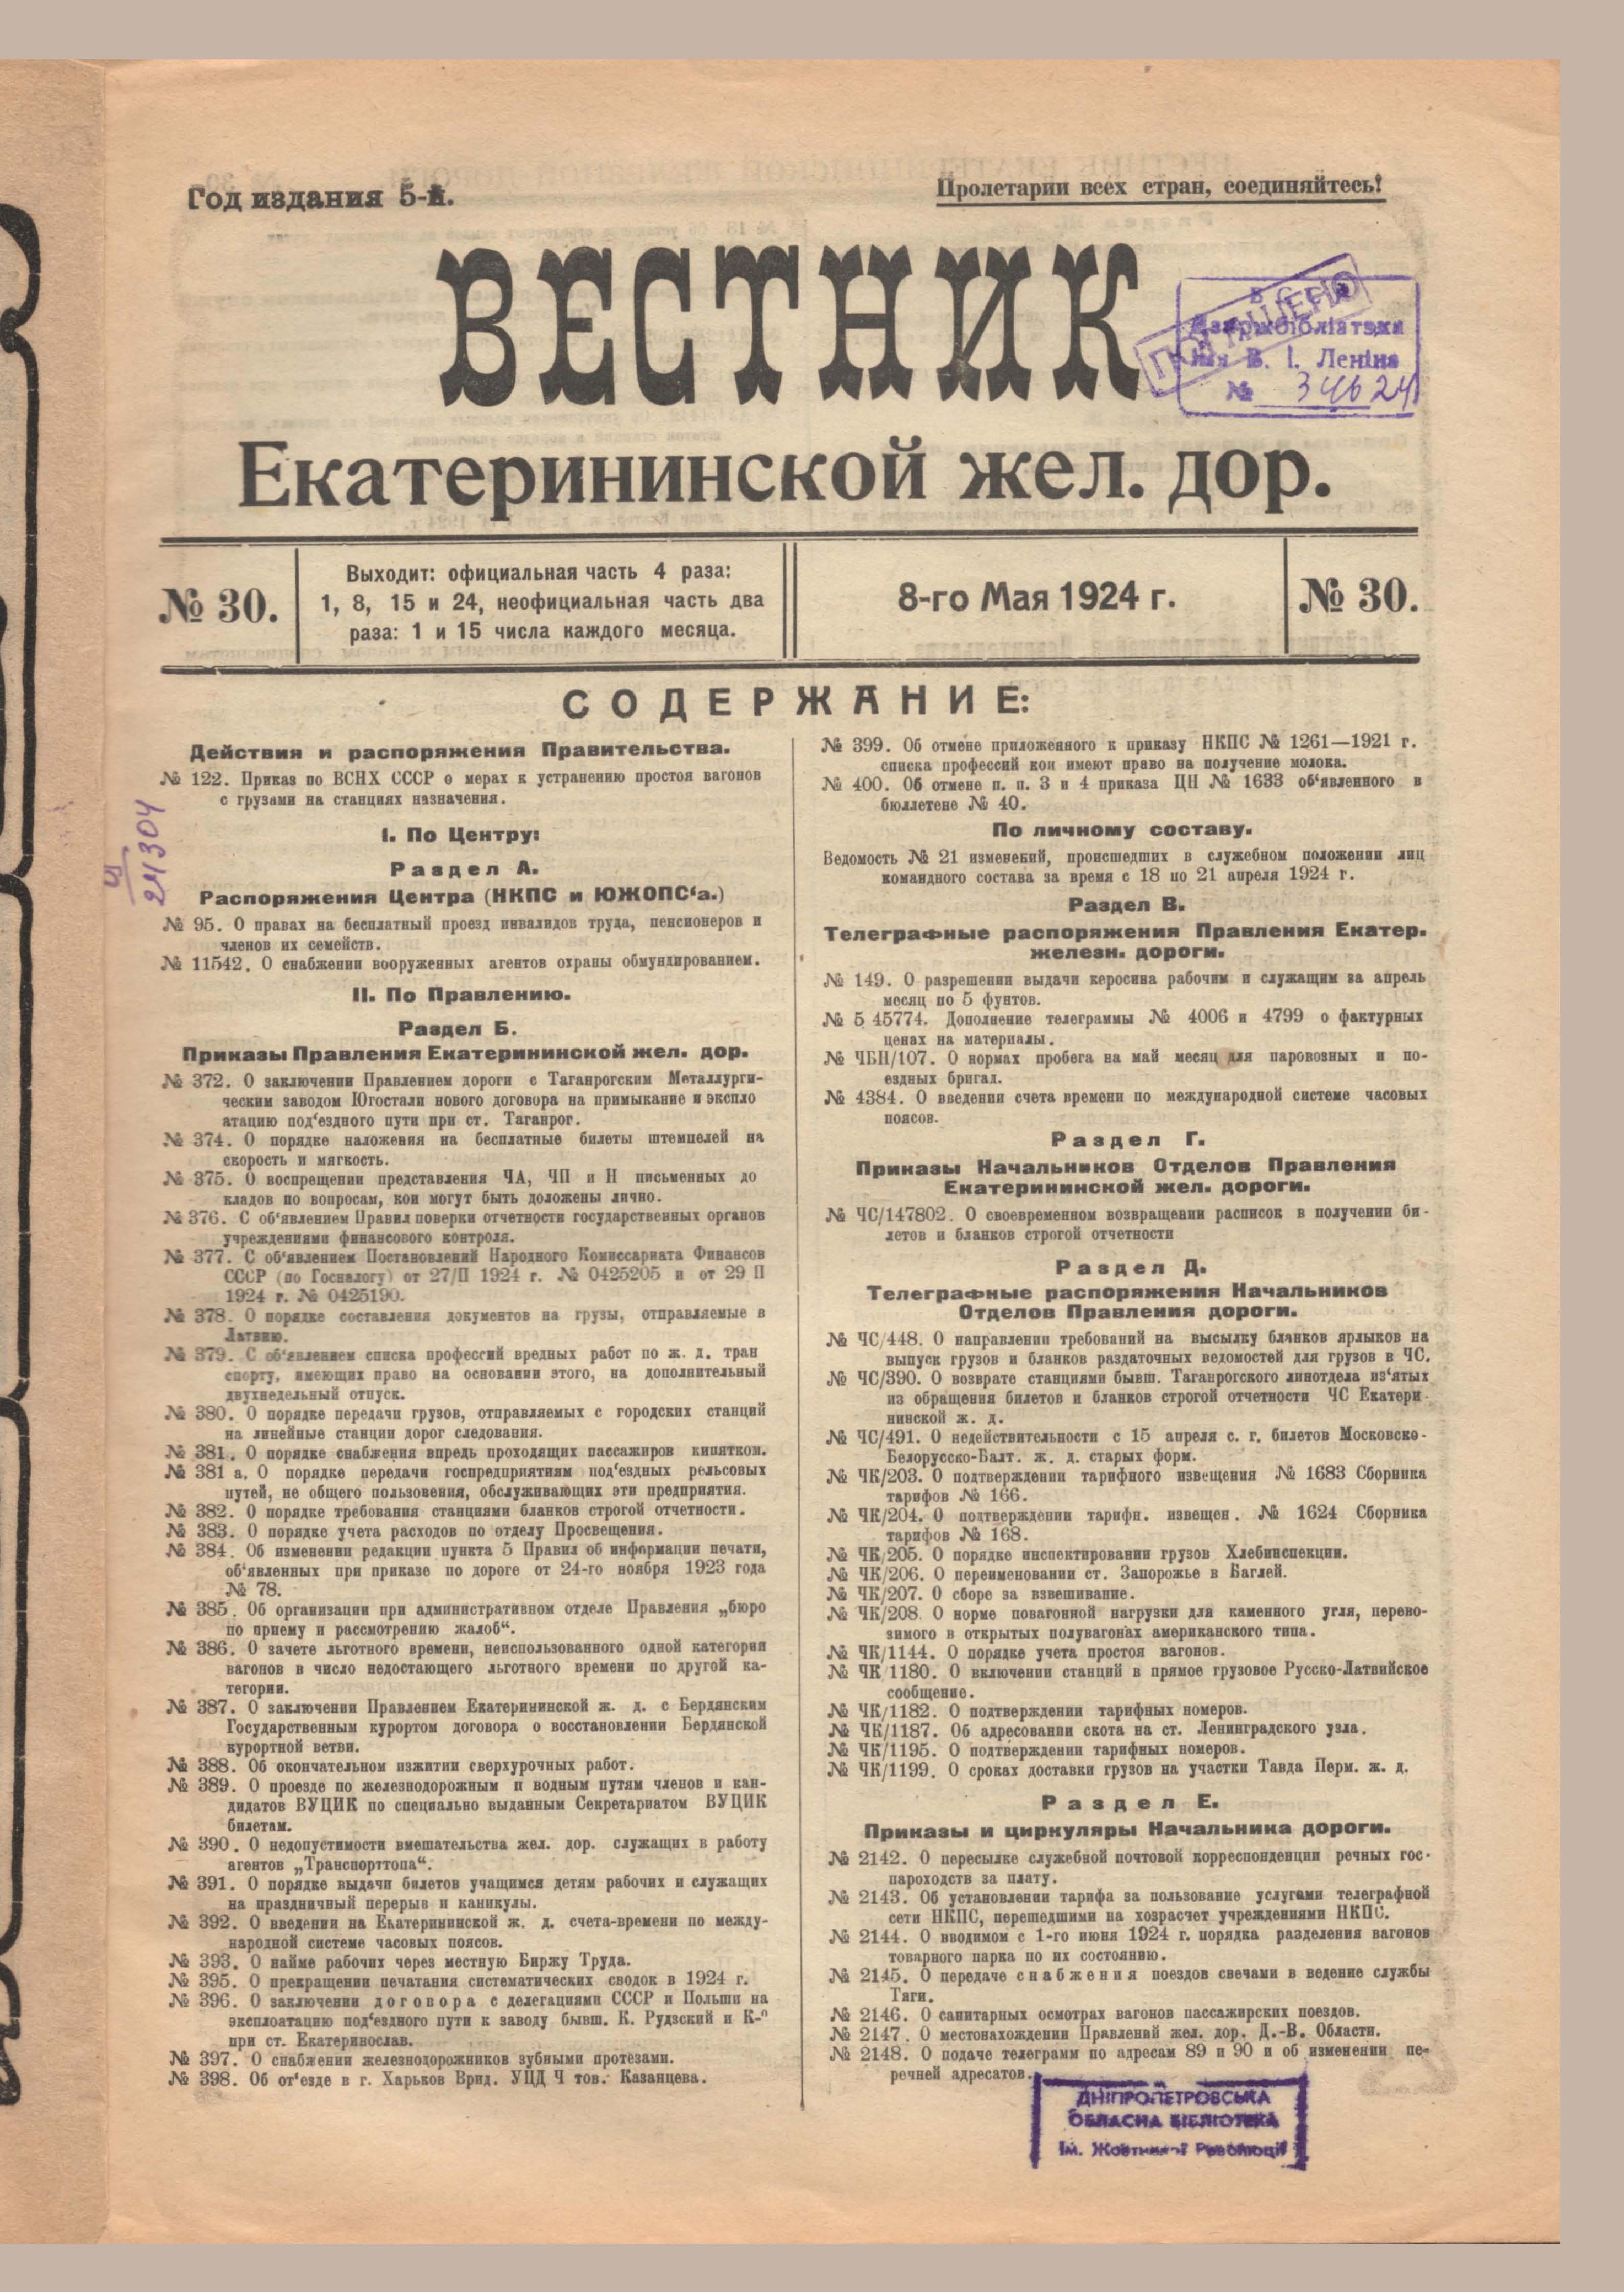 Год издания 5-й.
Пролетарии всех стран, соединяйтесь!
ВЕСТНИК
Екатерининской жел. дор.
БССР
Дзяржбібліатэка
імя В. І. Леніна
№ 34624
ПОГАШЕНО
№ 30.
Выходит: официальная часть 4 раза:
1, 8, 15 и 24, неофициальная часть два
раза: 1 и 15 числа каждого месяца.
8-го Мая 1924 г.
№ 30.
СОДЕРЖАНИЕ:
Действия и распоряжения Правительства.
№ 122. Приказ по ВСНХ СССР о мерах к устранению простоя вагонов
с грузами на станциях назначения.
I. По Центру:
Раздел А.
Распоряжения Центра (НКПС и ЮЖОПС‘а.)
№ 95. О правах на бесплатный проезд инвалидов труда, пенсионеров и
членов их семейств.
№ 11542. О снабжении вооруженных агентов охраны обмундированием.
II. По Правлению.
Раздел Б.
Приказы Правления Екатерининской жел. дор.
№ 372. О заключении Правлением дороги с Таганрогским Металлурги-
ческим заводом Югостали нового договора на примыкание и экспло
атацию под‘ездного пути при ст. Таганрог.
№ 374. О порядке наложения на бесплатные билеты штемпелей на
скорость и мягкость.
№ 375. О воспрещении представления ЧА, ЧП и Н письменных до
кладов по вопросам, кои могут быть доложены лично.
№ 376. С об‘явлением Правил поверки отчетности государственных органов
учреждениями финансового контроля.
№ 377. С об‘явлением Постановлений Народного Комиссариата Финансов
СССР (по Госналогу) от 27/II 1924 г. № 0425205 и от 29 II
1924 г. № 0425190.
№ 378. О порядке составления документов на грузы, отправляемые в
Латвию.
№ 379. С об‘явлением списка профессий вредных работ по ж. д. тран
спорту, имеющих право на основании этого, на дополнительный
двухнедельный отпуск.
№ 380. О порядке передачи грузов, отправляемых с городских станций
на линейные станции дорог следования.
№ 381. О порядке снабжения впредь проходящих пассажиров кипятком.
№ 381 а. О порядке передачи госпредприятиям под‘ездных рельсовых
путей, не общего пользовения, обслуживающих эти предприятия.
№ 382. О порядке требования станциями бланков строгой отчетности.
№ 383. О порядке учета расходов по отделу Просвещения.
№ 384. Об изменении редакции пункта 5 Правил об информации печати,
об‘явленных при приказе по дороге от 24-го ноября 1923 года
№ 78.
№ 385. Об организации при административном отделе Правления „бюро
по приему и рассмотрению жалоб“.
№ 386. О зачете льготного времени, неиспользованного одной категория
вагонов в число недостающего льготного времени по другой ка-
тегории.
№ 387. О заключении Правлением Екатерининской ж. д. с Бердянским
Государственным курортом договора о восстановлении Бердянской
курортной ветви.
№ 388. Об окончательном изжитии сверхурочных работ.
№ 389. О проезде по железнодорожным и водным путям членов и кан-
дидатов ВУЦИК по специально выданным Секретариатом ВУЦИК
билетам.
№ 390. О недопустимости вмешательства жел. дор. служащих в работу
агентов „Транспорттопа“.
№ 391. О порядке выдачи билетов учащимся детям рабочих и служащих
на праздничный перерыв и каникулы.
№ 392. О введении на Екатерининской ж. д. счета-времени по между-
народной системе часовых поясов.
№ 393. О найме рабочих через местную Биржу Труда.
№ 395. О прекращении печатания систематических сводок в 1924 г.
№ 396. О заключении договора с делегациями СССР и Польши на
эксплоатацию под‘ездного пути к заводу бывш. К. Рудзский и К-о
при ст. Екатеринослав.
№ 397. О снабжении железнодорожников зубными протезами.
№ 398. Об от‘езде в г. Харьков Врид. УЦД Ч тов. Казанцева.
№ 399. Об отмене приложенного к приказу НКПС № 1261—1921 г.
списка профессий кои имеют право на получение молока.
№ 400. Об отмене п. п. 3 и 4 приказа ЦН № 1633 об‘явленного в
бюллетене № 40.
По личному составу.
Ведомость № 21 изменений, происшедших в служебном положении лиц
командного состава за время с 18 по 21 апреля 1924 г.
Раздел В.
Телеграфные распоряжения Правления Екатер.
железн. дороги.
№ 149. О разрешении выдачи керосина рабочим и служащим за апрель
месяц по 5 фунтов.
№ 5 45774. Дополнение телеграммы № 4006 и 4799 о фактурных
ценах на материалы.
№ ЧБН/107. О нормах пробега на май месяц для паровозных и по-
ездных бригад.
№ 4384. О введении счета времени по международной системе часовых
поясов.
Раздел Г.
Приказы Начальников Отделов Правления
Екатерининской жел. дороги.
№ ЧС/147802. О своевременном возвращении расписок в получении би-
летов и бланков строгой отчетности
Раздел Д.
Телеграфные распоряжения Начальников
Отделов Правления дороги.
№ ЧС/448. О направлении требований на высылку бланков ярлыков на
выпуск грузов и бланков раздаточных ведомостей для грузов в ЧС.
№ ЧС/390. О возврате станциями бывш. Таганрогского линотдела из‘ятых
из обращения билетов и бланков строгой отчетности ЧС Екатери-
нинской ж. д.
№ ЧС/491. О недействительности с 15 апреля с. г. билетов Московско-
Белорусско-Балт. ж. д. старых форм.
№ ЧК/203. О подтверждении тарифного извещения № 1683 Сборника
тарифов № 166.
№ ЧК/204. О подтверждении тарифн. извещен. № 1624 Сборника
тарифов № 168.
№ ЧК/205. О порядке инспектировании грузов Хлебинспекции.
№ ЧК/206. О переименовании ст. Запорожье в Баглей.
№ ЧК/207. О сборе за взвешивание.
№ ЧК/208. О норме повагонной нагрузки для каменного угля, перево-
зимого в открытых полувагонах американского типа.
№ ЧК/1144. О порядке учета простоя вагонов.
№ ЧК 1180. О включении станций в прямое грузовое Русско-Латвийское
сообщение.
№ ЧК/1182. О подтверждении тарифных номеров.
№ ЧК/1187. Об адресовании скота на ст. Ленинградского узла.
№ ЧК/1195. О подтверждении тарифных номеров.
№ ЧК/1199. О сроках доставки грузов на участки Тавда Перм. ж. д.
Раздел Е.
Приказы и циркуляры Начальника дороги.
№ 2142. О пересылке служебной почтовой корреспонденции речных гос-
пароходств за плату.
№ 2143. Об установлении тарифа за пользование услугами телеграфной
сети НКПС, перешедшими на хозрасчет учреждениями НКПС.
№ 2144. О вводимом с 1-го июня 1924 г. порядка разделения вагонов
товарного парка по их состоянию.
№ 2145. О передаче снабжения поездов свечами в ведение службы
Тяги.
№ 2146. О санитарных осмотрах вагонов пассажирских поездов.
№ 2147. О местонахождении Правлений жел. дор. Д.-В. Области.
№ 2148. О подаче телеграмм по адресам 89 и 90 и об изменении пе-
речней адресатов.
ДНІПРОПЕТРОВСЬКА
ОБЛАСНА БІБЛІОТЕКА
ім. Жовтневої Революції
24304